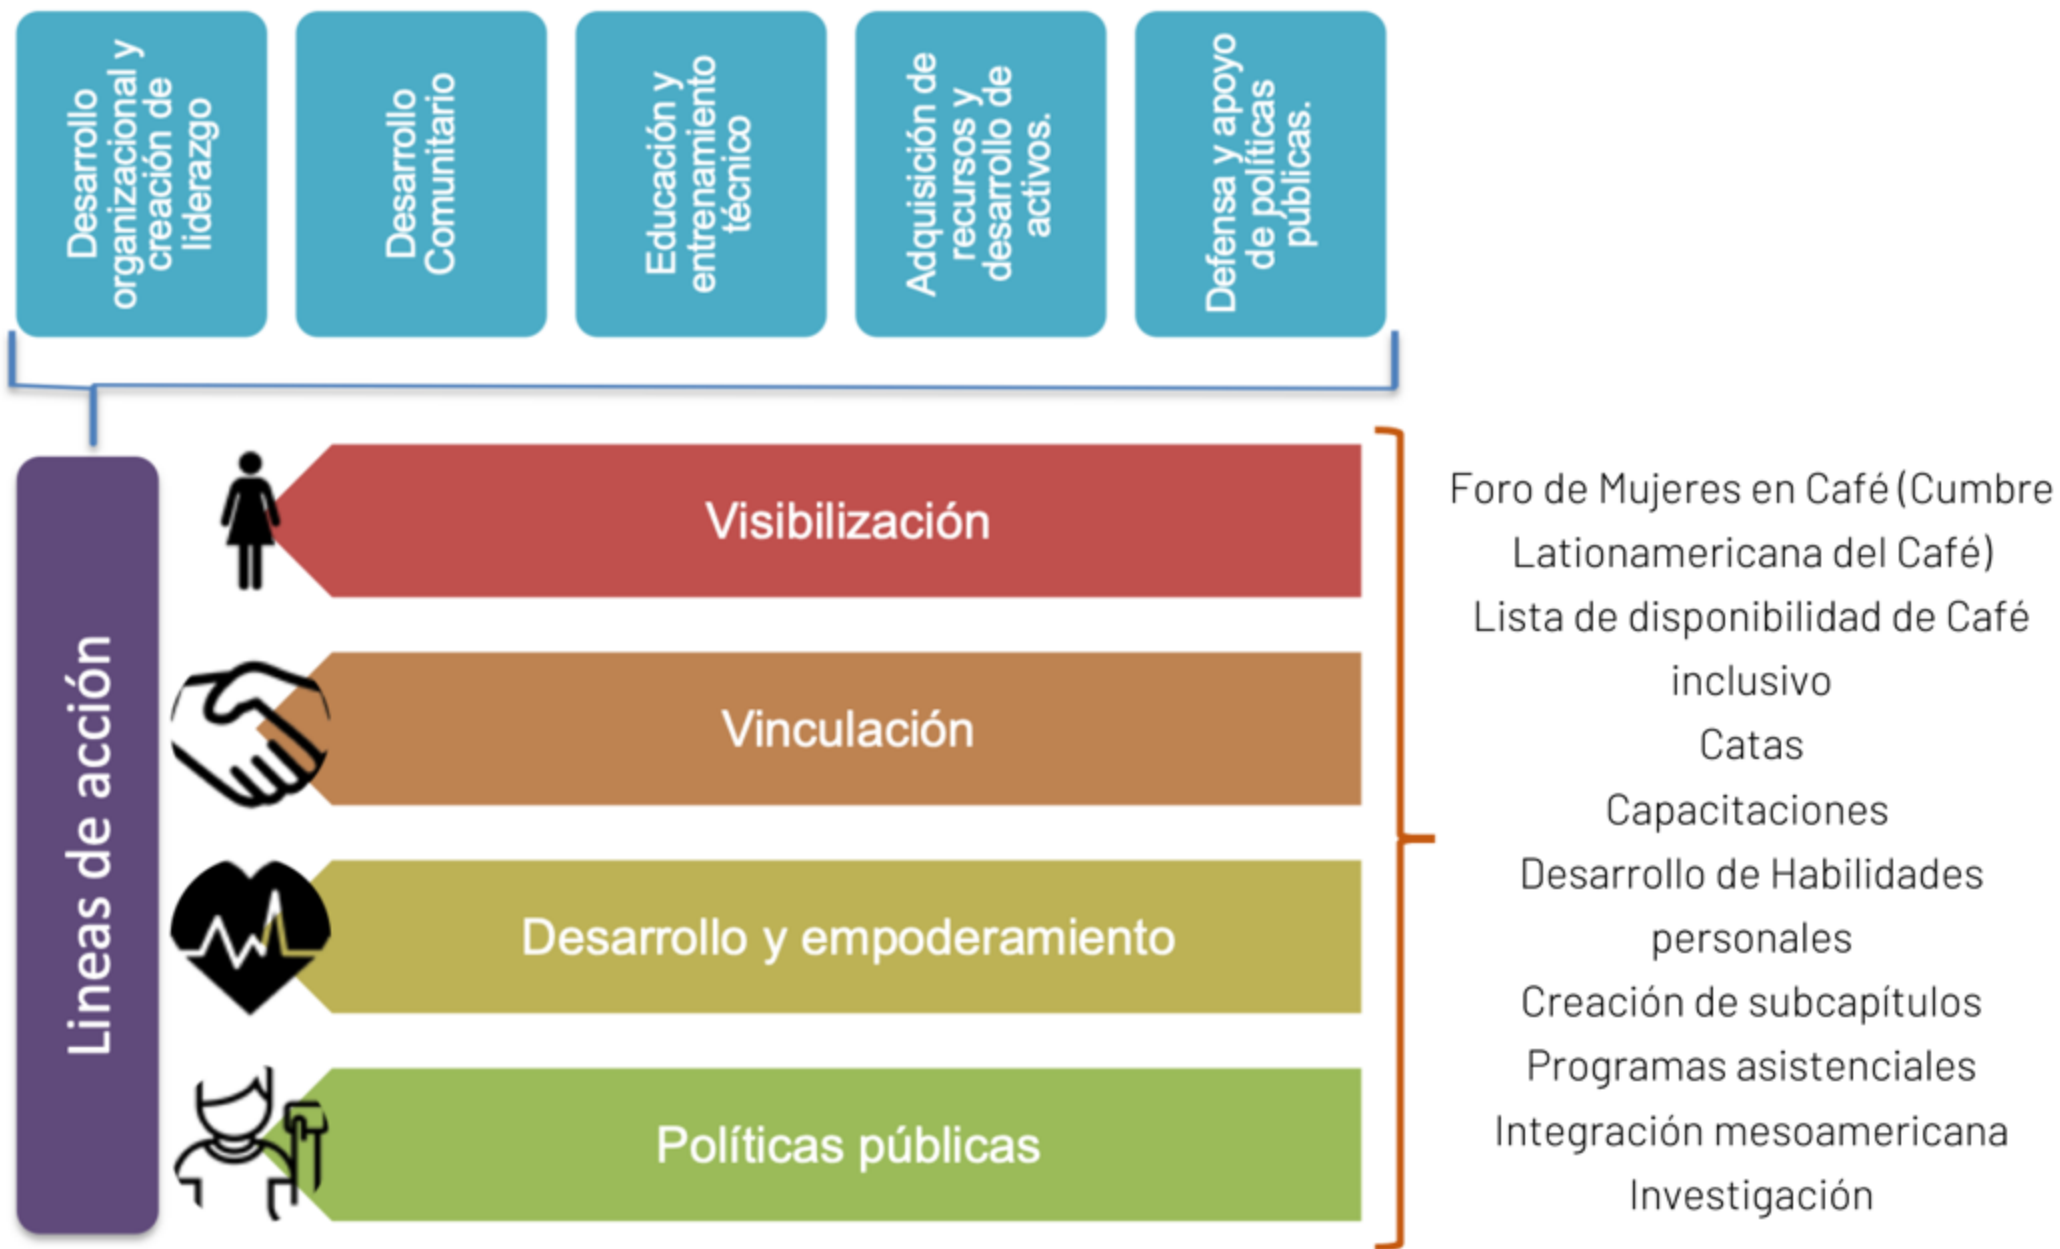 Desarrollo
organizacional y
creación de
liderazgo
Desarrollo
Comunitario
Educación y
entrenamiento
técnico
Adquisición de
recursos y
desarrollo de
activos.
Defensa y apoyo
de políticas
públicas.
Lineas de acción
Visibilización
Vinculación
Desarrollo y empoderamiento
Políticas públicas
Foro de Mujeres en Café (Cumbre
Lationamericana del Café)
Lista de disponibilidad de Café
inclusivo
Catas
Capacitaciones
Desarrollo de Habilidades
personales
Creación de subcapítulos
Programas asistenciales
Integración mesoamericana
Investigación